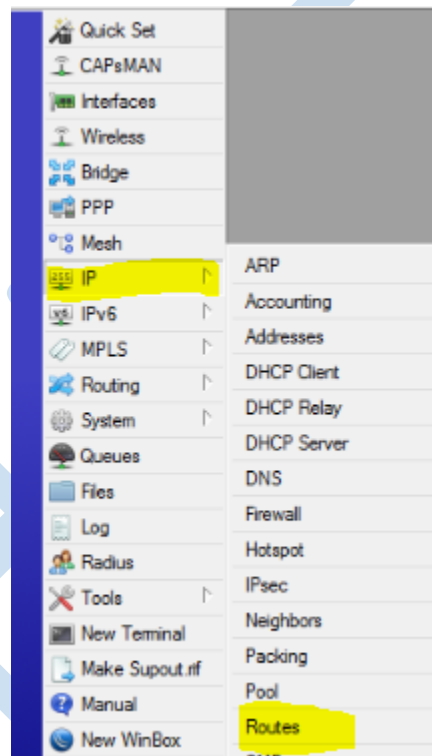 Quick Set
CAPsMAN
Interfaces
Wireless
Bridge
PPP
Mesh
IP
IPv6
MPLS
Routing
System
Queues
Files
Log
Radius
Tools
New Terminal
Make Supout.rif
Manual
New WinBox
ARP
Accounting
Addresses
DHCP Client
DHCP Relay
DHCP Server
DNS
Firewall
Hotspot
IPsec
Neighbors
Packing
Pool
Routes